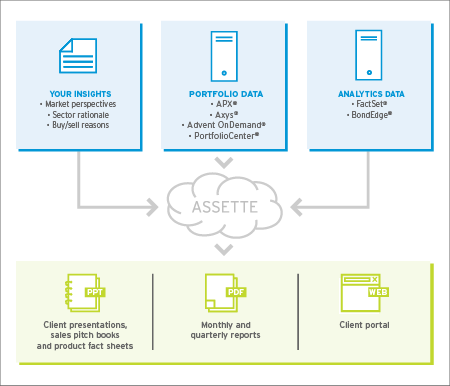 YOUR INSIGHTS
• Market perspectives
• Sector rationale
• Buy/sell reasons
PORTFOLIO DATA
• APX®
• Axys®
• Advent OnDemand®
• PortfolioCenter®
ANALYTICS DATA
• FactSet®
• BondEdge®
ASSETTE
PPT
Client presentations,
sales pitch books
and product fact sheets
PDF
Monthly and
quarterly reports
WEB
Client portal